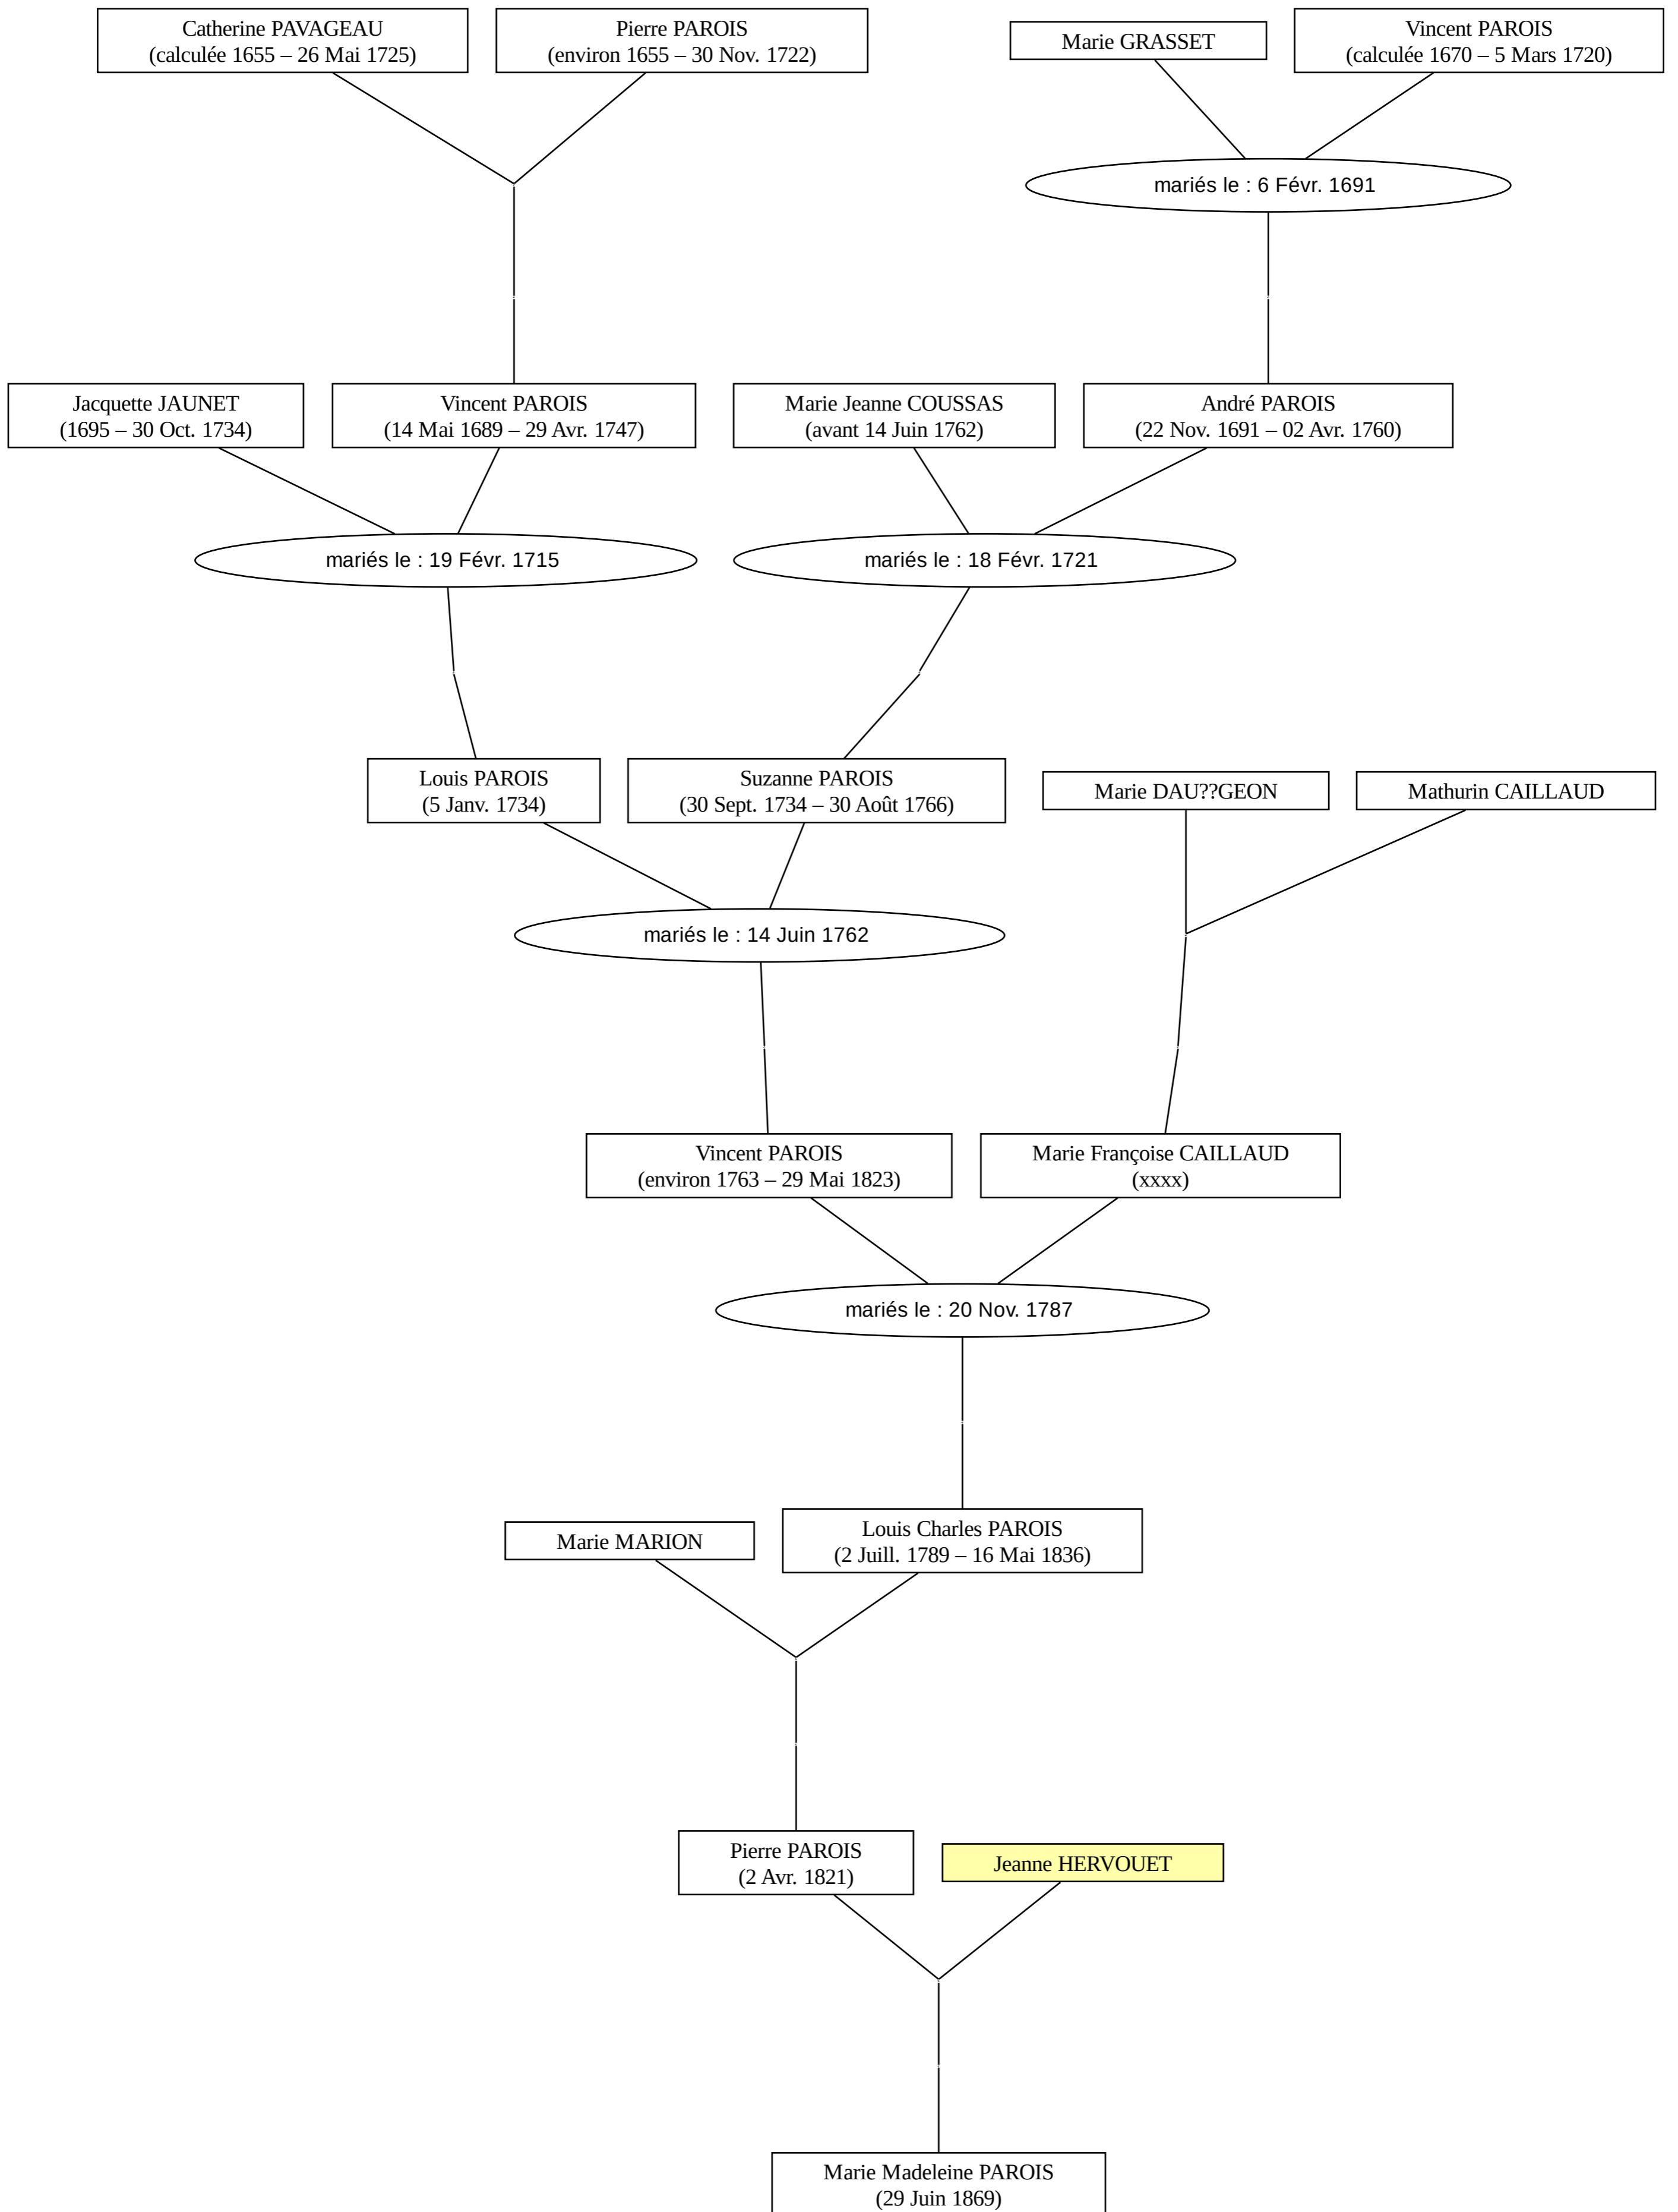 Catherine PAVAGEAU
(calculée 1655 – 26 Mai 1725)
Pierre PAROIS
(environ 1655 – 30 Nov. 1722)
Marie GRASSET
Vincent PAROIS
(calculée 1670 – 5 Mars 1720)
mariés le : 6 Févr. 1691
Jacquette JAUNET
(1695 – 30 Oct. 1734)
Vincent PAROIS
(14 Mai 1689 – 29 Avr. 1747)
Marie Jeanne COUSSAS
(avant 14 Juin 1762)
André PAROIS
(22 Nov. 1691 – 02 Avr. 1760)
mariés le : 19 Févr. 1715
mariés le : 18 Févr. 1721
Louis PAROIS
(5 Janv. 1734)
Suzanne PAROIS
(30 Sept. 1734 – 30 Août 1766)
Marie DAU??GEON
Mathurin CAILLAUD
mariés le : 14 Juin 1762
Vincent PAROIS
(environ 1763 – 29 Mai 1823)
Marie Françoise CAILLAUD
(xxxx)
mariés le : 20 Nov. 1787
Marie MARION
Louis Charles PAROIS
(2 Juill. 1789 – 16 Mai 1836)
Pierre PAROIS
(2 Avr. 1821)
Jeanne HERVOUET
Marie Madeleine PAROIS
(29 Juin 1869)